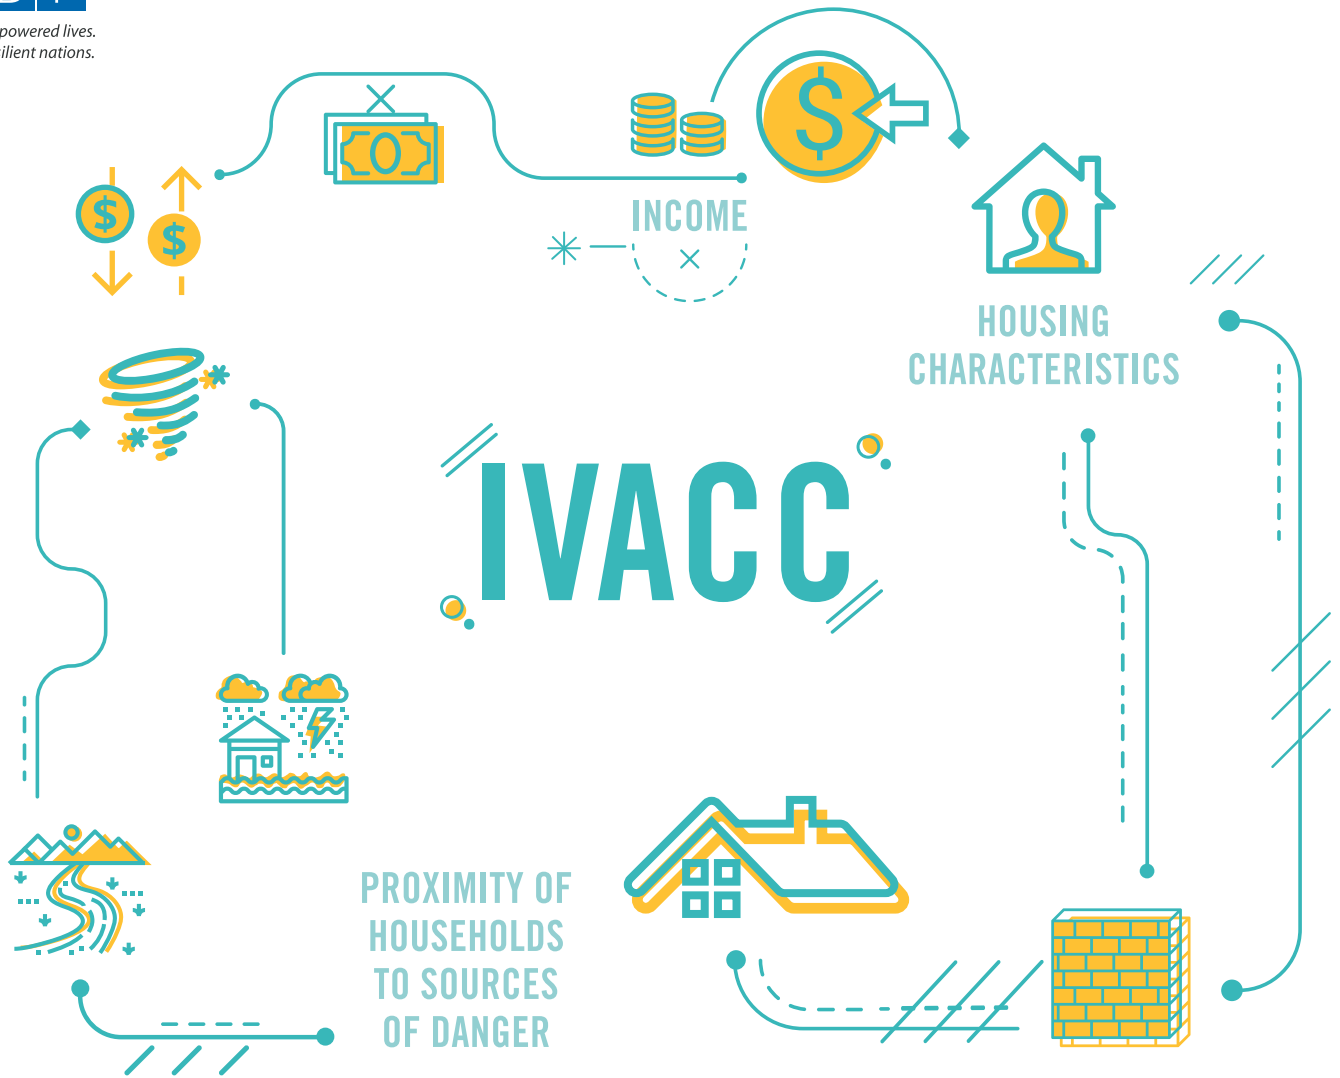 powered lives.
ilient nations.
INCOME
HOUSING
CHARACTERISTICS
IVACC
PROXIMITY OF
HOUSEHOLDS
TO SOURCES
OF DANGER